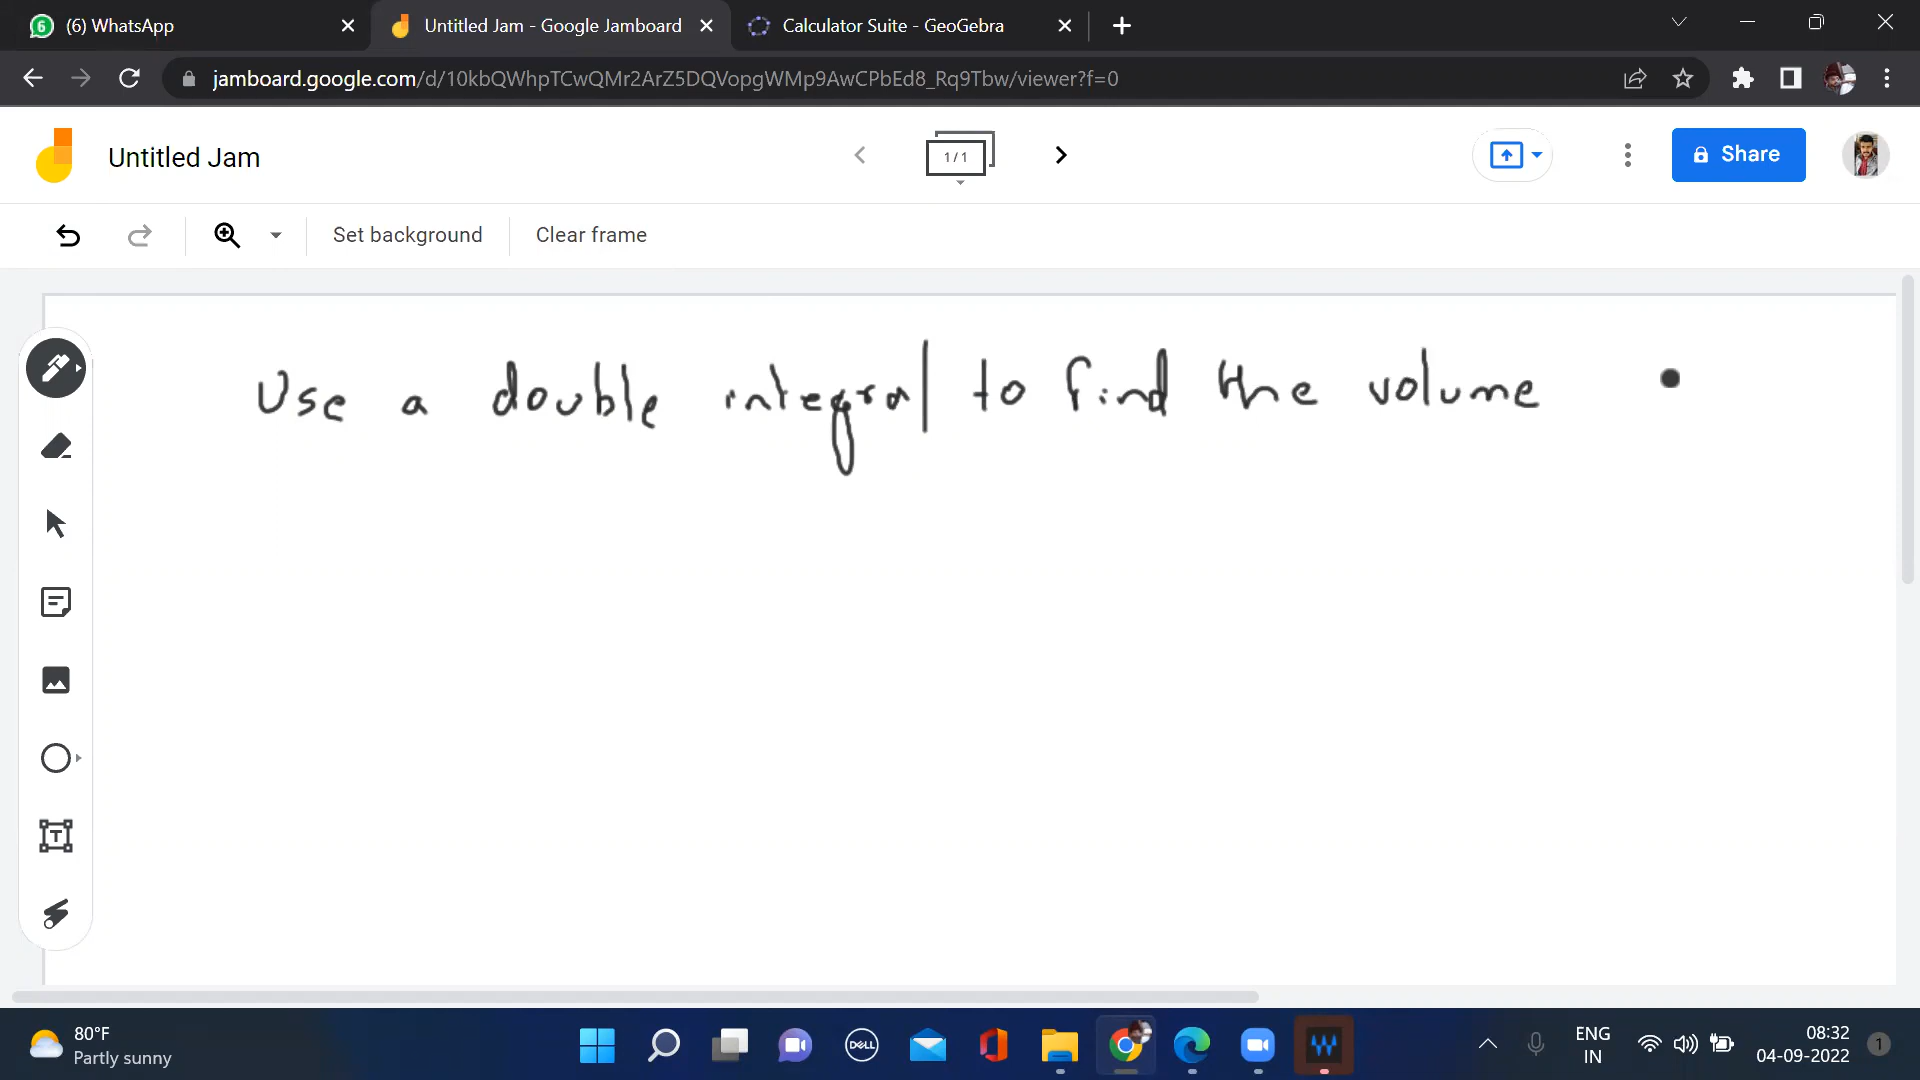 (6) WhatsApp
Untitled Jam - Google Jamboard
Calculator Suite - GeoGebra
jamboard.google.com/d/10kbQWhpTCwQMr2ArZ5DQVopgWMp9AwCPbEd8_Rq9Tbw/viewer?f=0
Untitled Jam
1 / 1
Share
Set background
Clear frame
Use a double integral to find the volume
80°F
Partly sunny
DELL
ENG
IN
08:32
04-09-2022
1